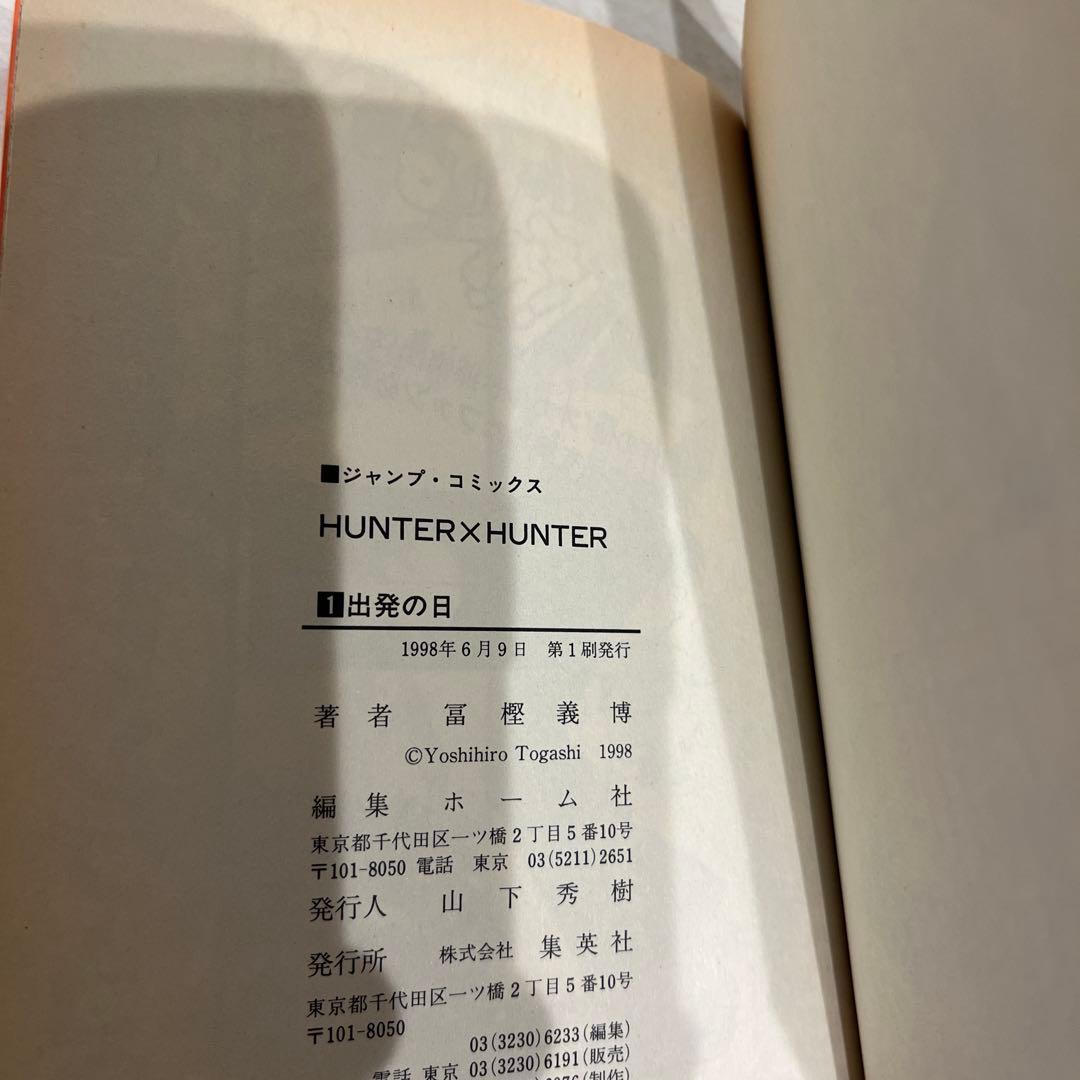 ■ジャンプ・コミックス
HUNTER×HUNTER
1出発の日
1998年6月9日　第1刷発行
著者　冨樫義博
©Yoshihiro Togashi 1998
編集　ホーム社
東京都千代田区一ツ橋2丁目5番10号
〒101-8050 電話　東京　03(5211)2651
発行人　山下秀樹
発行所　株式会社　集英社
東京都千代田区一ツ橋2丁目5番10号
〒101-8050
03(3230)6233(編集)
電話 東京 03(3230)6191(販売)
(制作)